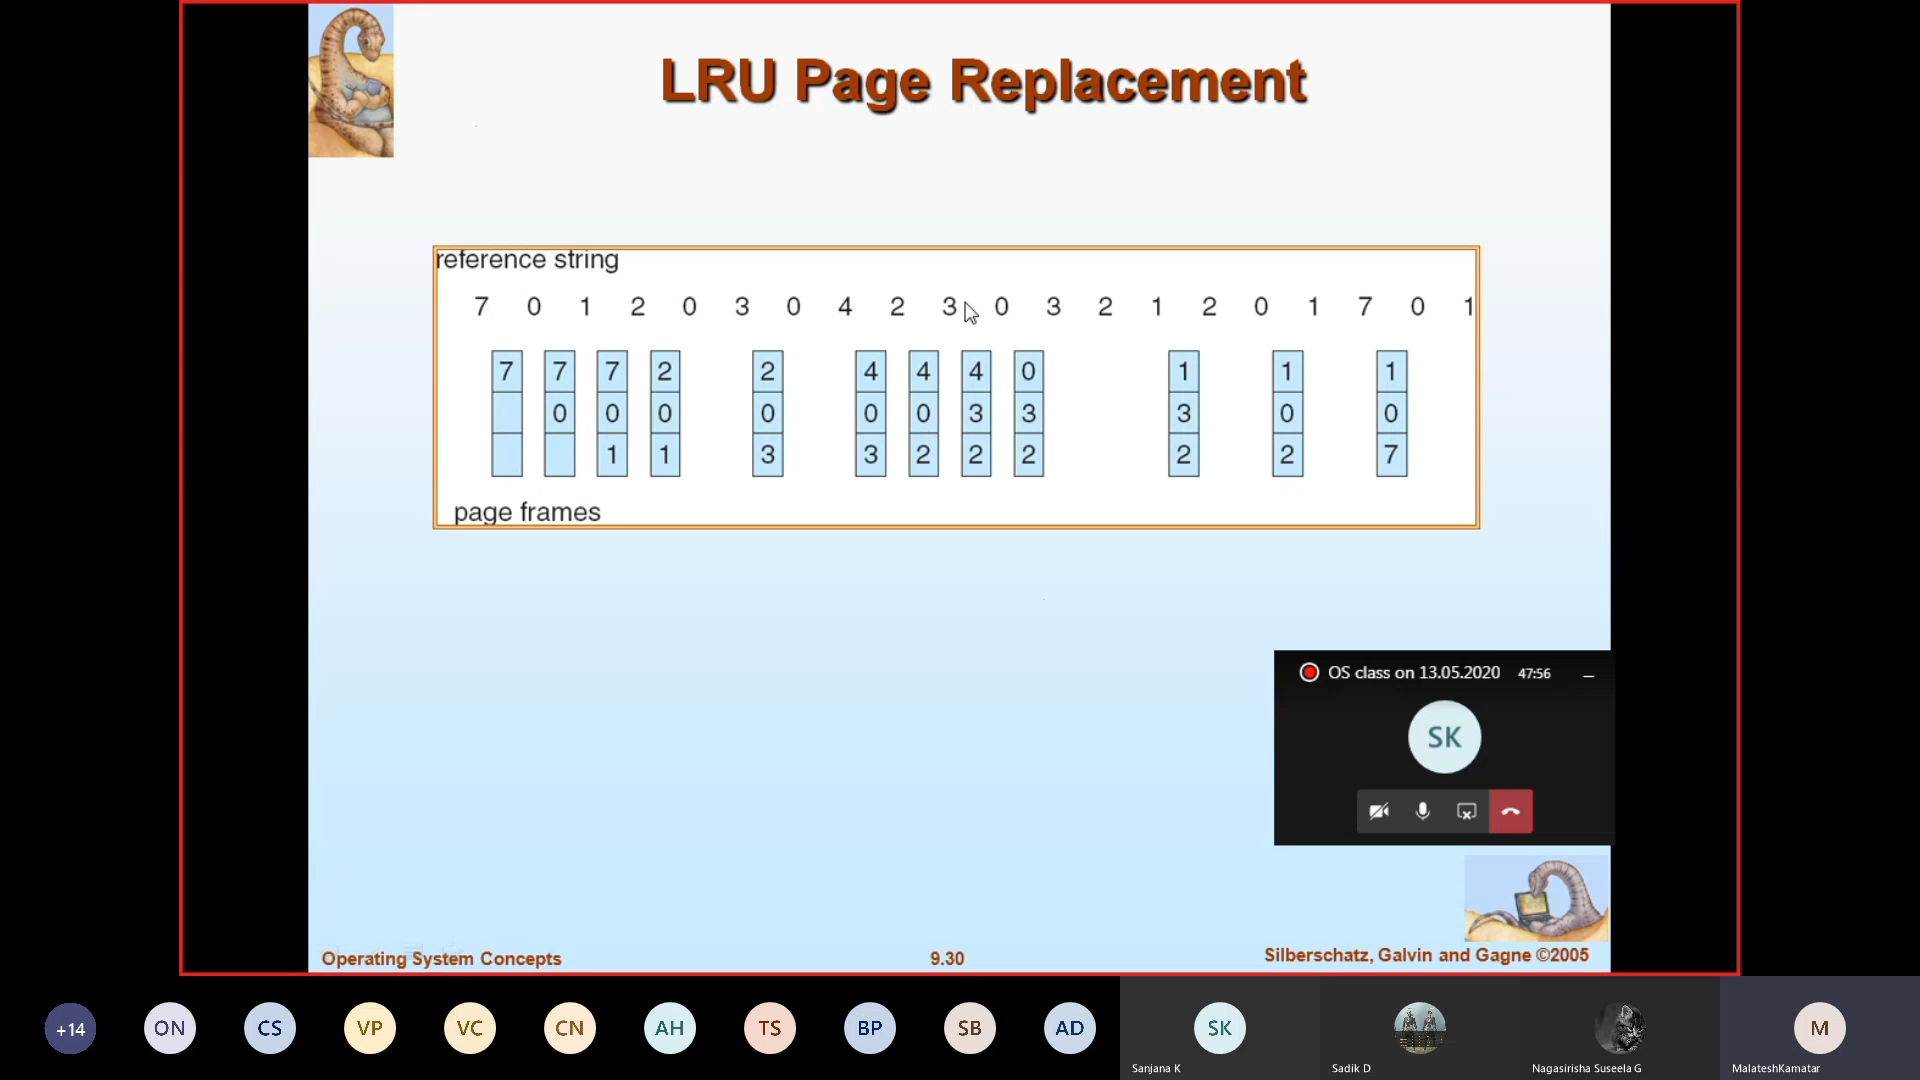 LRU Page Replacement
reference string
7 0 1 2 0 3 0 4 2 3 0 3 2 1 2 0 1 7 0 1
7 7 7 2 2 4 4 4 0 1 1 1
0 0 0 0 0 0 3 3 3 0 0
1 1 3 3 2 2 2 2 2 7
page frames
OS class on 13.05.2020 47:56
SK
Operating System Concepts 9.30 Silberschatz, Galvin and Gagne ©2005
+14 ON CS VP VC CN AH TS BP SB AD SK M
Sanjana K Sadik D Nagasirisha Suseela G MalateshKamatar